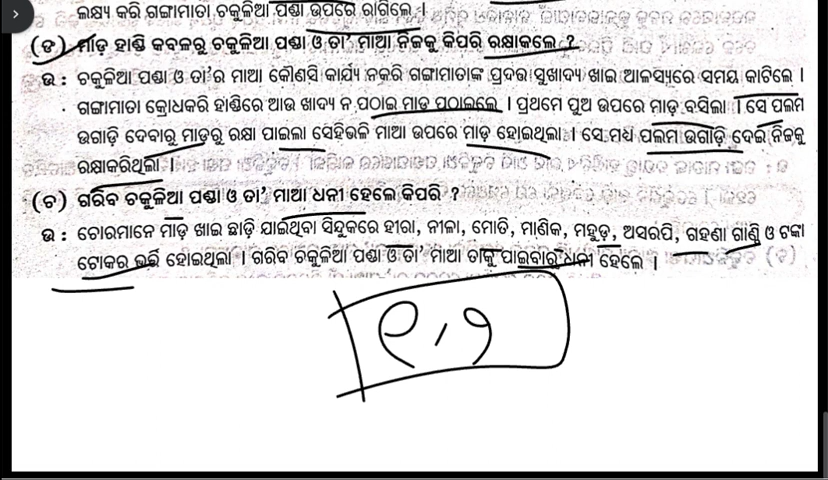 ଲକ୍ଷ୍ୟ କରି ଗଙ୍ଗାମାତା ଚକୁଳିଆ ପଣ୍ଡା ଉପରେ ରାଗିଲେ ।
(ଙ) ମାଡ଼ ହାଣ୍ଡି କବଳରୁ ଚକୁଳିଆ ପଣ୍ଡା ଓ ତା' ମାଆ ନିଜକୁ କିପରି ରକ୍ଷାକଲେ ?
ଉ : ଚକୁଳିଆ ପଣ୍ଡା ଓ ତା'ର ମାଆ କୌଣସି କାର୍ଯ୍ୟ ନକରି ଗଙ୍ଗାମାତାଙ୍କ ପ୍ରଦତ୍ତ ସୁଖାଦ୍ୟ ଖାଇ ଆଳସ୍ୟରେ ସମୟ କାଟିଲେ ।
ଗଙ୍ଗାମାତା କ୍ରୋଧକରି ହାଣ୍ଡିରେ ଆଉ ଖାଦ୍ୟ ନ ପଠାଇ ମାଡ଼ ପଠାଇଲେ । ପ୍ରଥମେ ପୁଅ ଉପରେ ମାଡ଼ ବସିଲା । ସେ ପଲମ
ଉଗାଡ଼ି ଦେବାରୁ ମାଡ଼ରୁ ରକ୍ଷା ପାଇଲା ସେହିଭଳି ମାଆ ଉପରେ ମାଡ଼ ହୋଇଥିଲା । ସେ ମଧ୍ୟ ପଲମ ଉଗାଡ଼ି ଦେଇ ନିଜକୁ
ରକ୍ଷାକରିଥିଲା ।
(ଚ) ଗରିବ ଚକୁଳିଆ ପଣ୍ଡା ଓ ତା' ମାଆ ଧନୀ ହେଲେ କିପରି ?
ଉ : ଚୋରମାନେ ମାଡ଼ ଖାଇ ଛାଡ଼ି ଯାଇଥିବା ସିନ୍ଦୁକରେ ହୀରା, ନୀଳା, ମୋତି, ମାଣିକ, ମହୁଡ଼, ଅସରପି, ଗହଣା ଗାଣ୍ଠି ଓ ଟଙ୍କା
ଟୋକର ଭର୍ତ୍ତି ହୋଇଥିଲା । ଗରିବ ଚକୁଳିଆ ପଣ୍ଡା ଓ ତା' ମାଆ ତାକୁ ପାଇବାରୁ ଧନୀ ହେଲେ ।
୧,୨